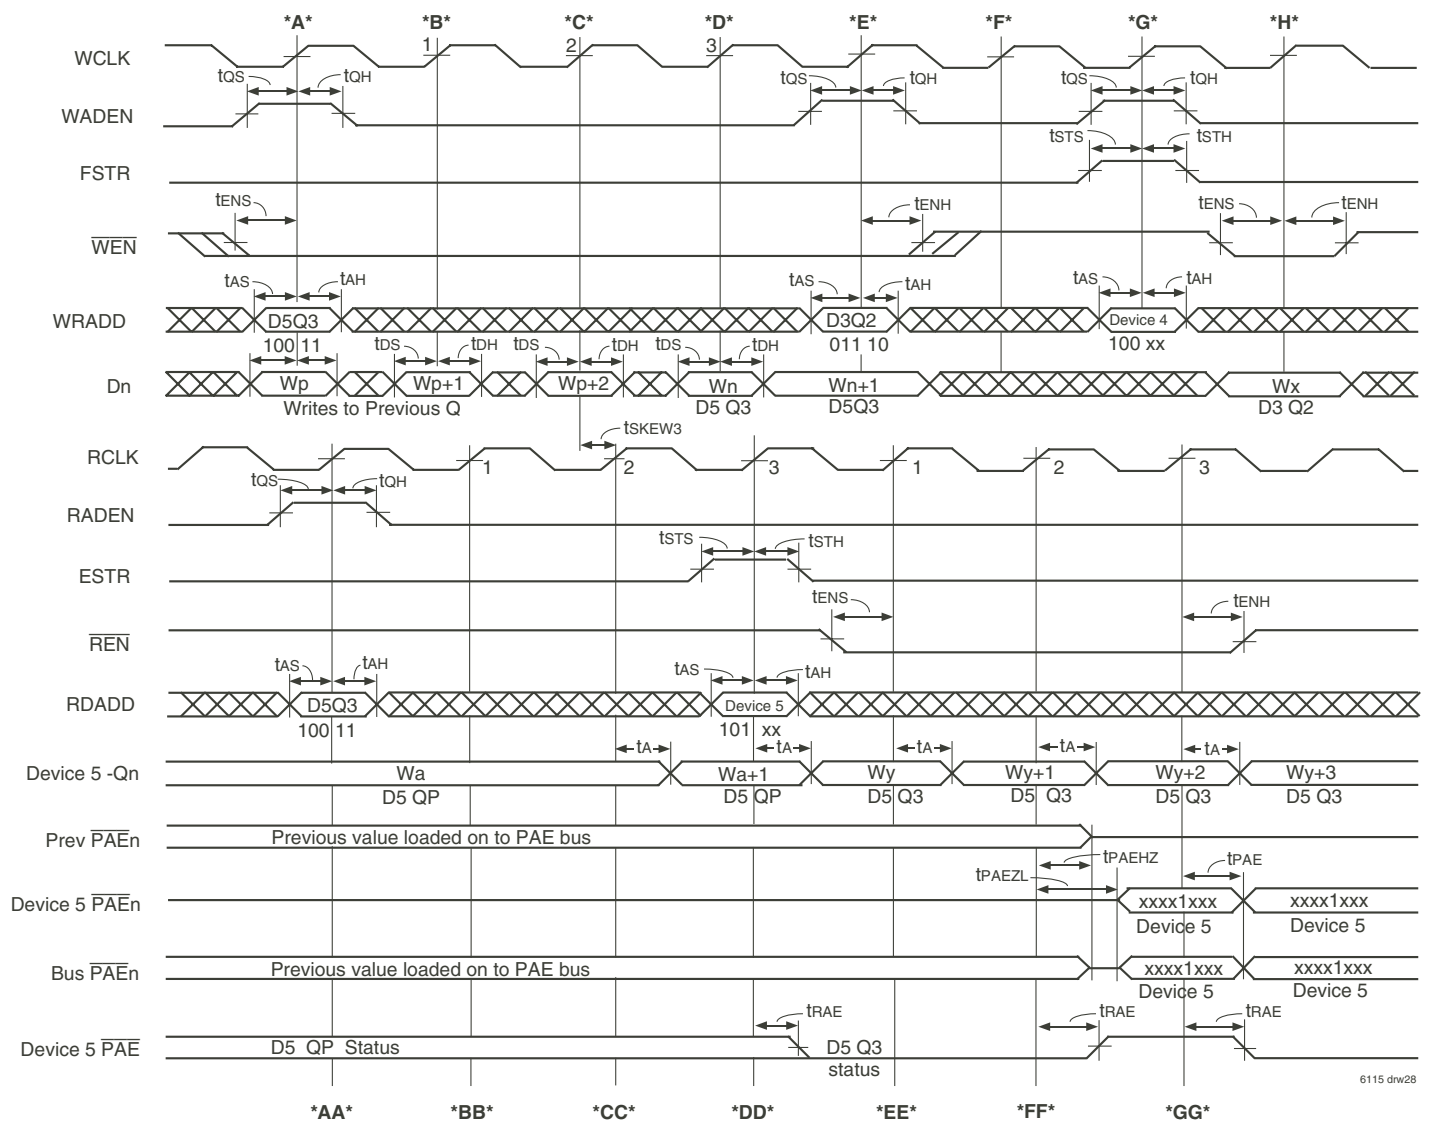 *A* *B* *C* *D* *E* *F* *G* *H*
WCLK 1 2 3
tQS tQH tQS tQH tQS tQH
WADEN
tSTS tSTH
FSTR
tENS tENH tENS tENH
WEN
tAS tAH tAS tAH tAS tAH
WRADD D5Q3 D3Q2 Device 4
100 11 011 10 100 xx
tDS tDH tDS tDH tDS tDH
Dn Wp Wp+1 Wp+2 Wn Wn+1 Wx
Writes to Previous Q D5 Q3 D5Q3 D3 Q2
tSKEW3
RCLK 1 2 3 1 2 3
tQS tQH
RADEN
tSTS tSTH
ESTR
tENS tENH
REN
tAS tAH tAS tAH
RDADD D5Q3 Device 5
100 11 101 xx
tA tA tA tA tA
Device 5 -Qn Wa Wa+1 Wy Wy+1 Wy+2 Wy+3
D5 QP D5 QP D5 Q3 D5 Q3 D5 Q3 D5 Q3
Prev PAEn Previous value loaded on to PAE bus
tPAEHZ tPAE
tPAEZL
Device 5 PAEn xxxx1xxx xxxx1xxx
Device 5 Device 5
Bus PAEn Previous value loaded on to PAE bus xxxx1xxx xxxx1xxx
Device 5 Device 5
tRAE tRAE tRAE
Device 5 PAE D5 QP Status D5 Q3
status
6115 drw28
*AA* *BB* *CC* *DD* *EE* *FF* *GG*